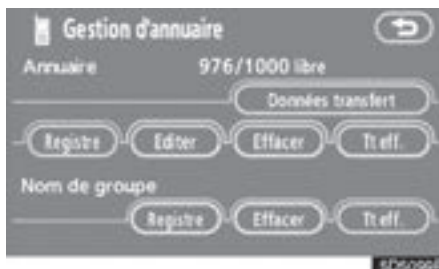 Gestion d'annuaire
Annuaire 976/1000 libre
Données transfert
Registre Editer Effacer Tt eff.
Nom de groupe
Registre Effacer Tt eff.